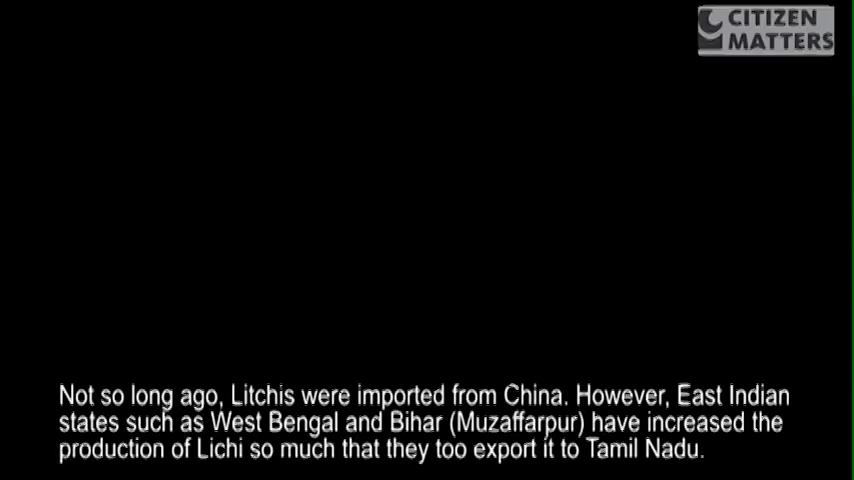 CITIZEN
MATTERS
Not so long ago, Litchis were imported from China. However, East Indian
states such as West Bengal and Bihar (Muzaffarpur) have increased the
production of Lichi so much that they too export it to Tamil Nadu.